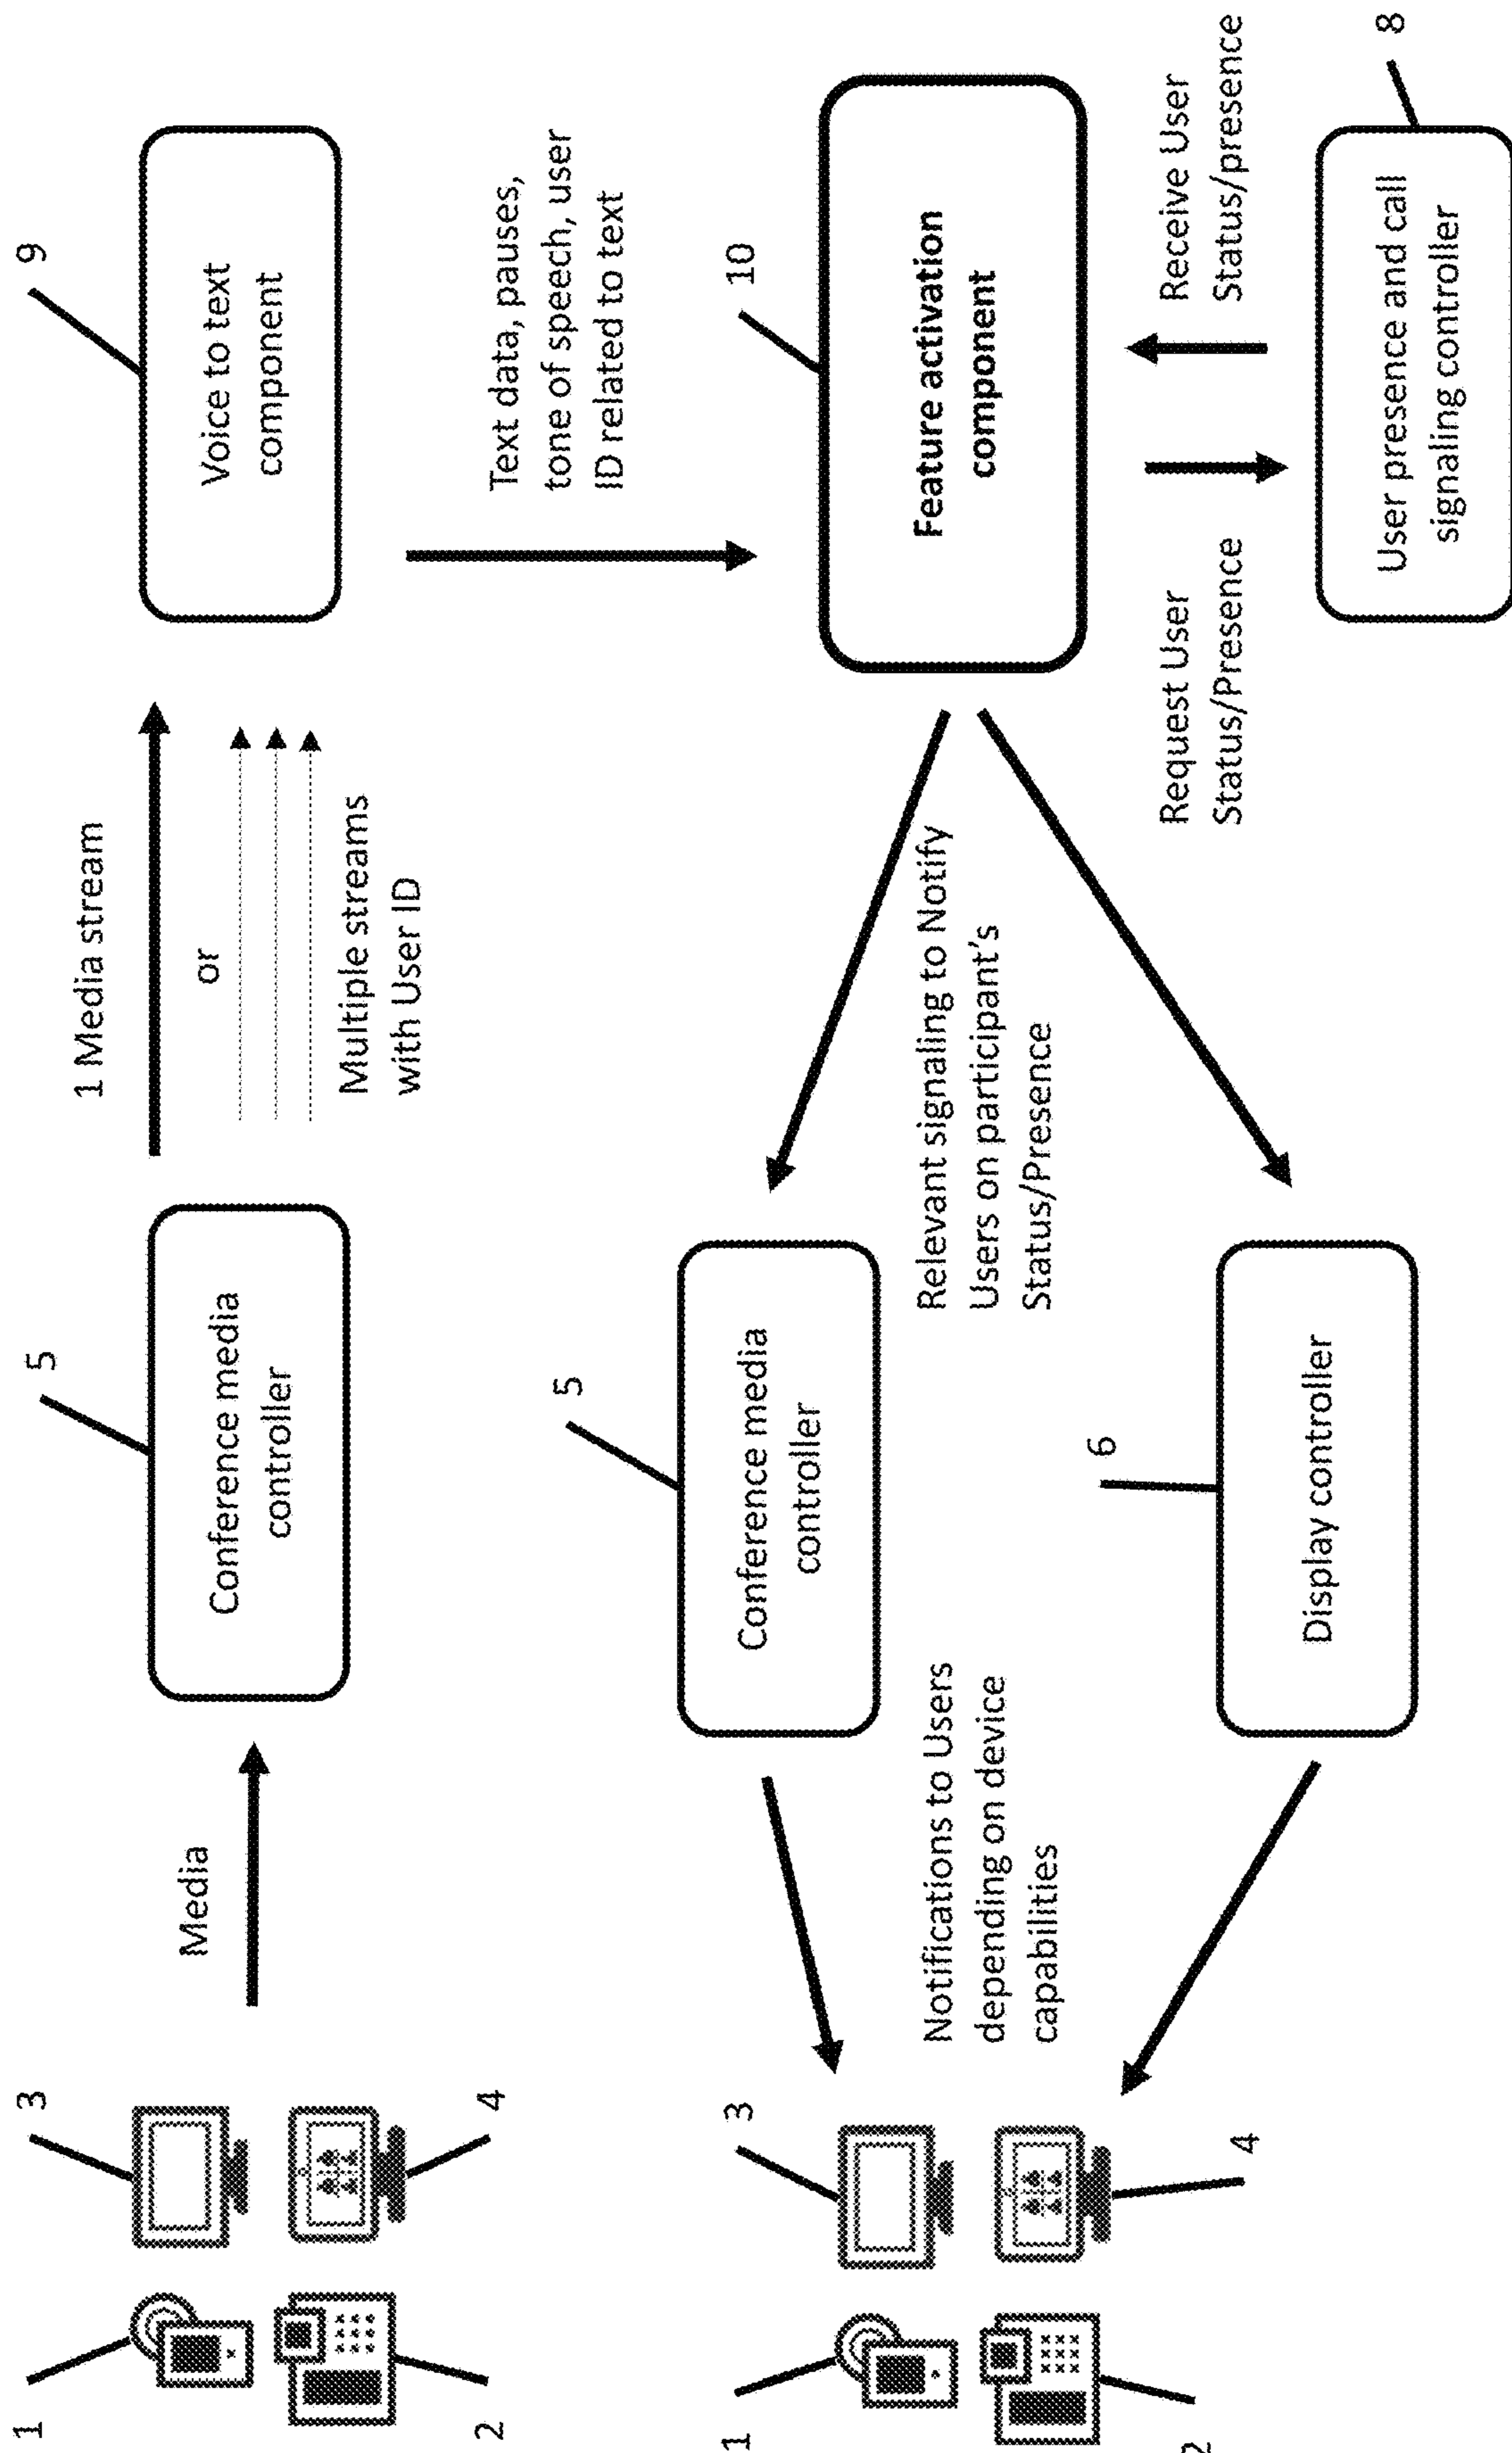 1
3
2
4
Media
5
Conference media
controller
1 Media stream
or
Multiple streams
with User ID
9
Voice to text
component
Text data, pauses,
tone of speech, user
ID related to text
10
Feature activation
component
Request User
Status/Presence
Receive User
Status/presence
8
User presence and call
signaling controller
Relevant signaling to Notify
Users on participant's
Status/Presence
5
Conference media
controller
6
Display controller
Notifications to Users
depending on device
capabilities
1
3
2
4